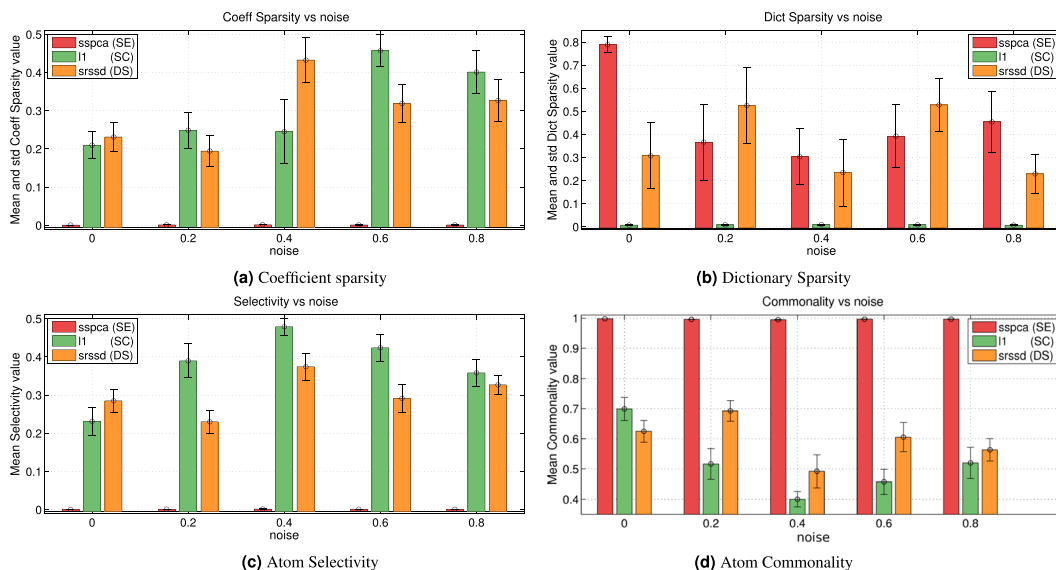 Coeff Sparsity vs noise
Mean and std Coeff Sparsity value
0.5
0.4
0.3
0.2
0.1
0
sspca (SE)
l1 (SC)
srssd (DS)
0 0.2 0.4 0.6 0.8
noise
(a) Coefficient sparsity
Dict Sparsity vs noise
Mean and std Dict Sparsity value
0.8
0.7
0.6
0.5
0.4
0.3
0.2
0.1
0
sspca (SE)
l1 (SC)
srssd (DS)
0 0.2 0.4 0.6 0.8
noise
(b) Dictionary Sparsity
Selectivity vs noise
Mean Selectivity value
0.5
0.4
0.3
0.2
0.1
0
sspca (SE)
l1 (SC)
srssd (DS)
0 0.2 0.4 0.6 0.8
noise
(c) Atom Selectivity
Commonality vs noise
Mean Commonality value
1
0.9
0.8
0.7
0.6
0.5
0.4
sspca (SE)
l1 (SC)
srssd (DS)
0 0.2 0.4 0.6 0.8
noise
(d) Atom Commonality